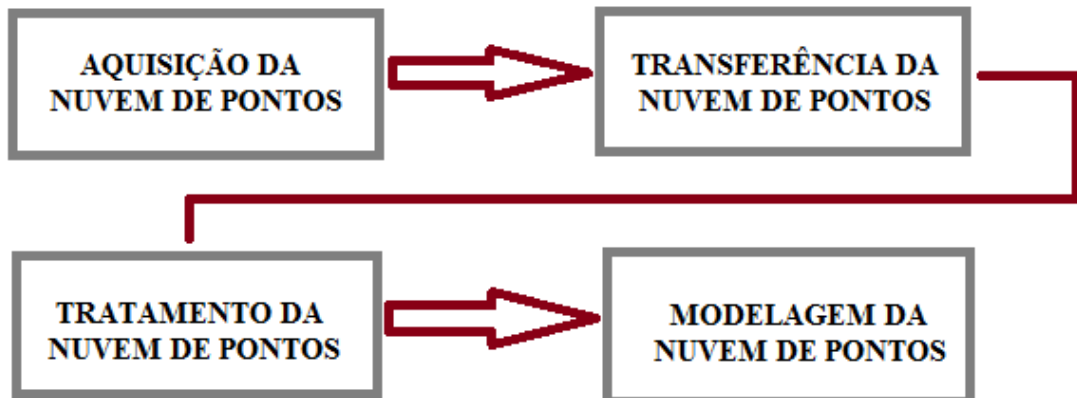 AQUISIÇÃO DA
NUVEM DE PONTOS
TRANSFERÊNCIA DA
NUVEM DE PONTOS
TRATAMENTO DA
NUVEM DE PONTOS
MODELAGEM DA
NUVEM DE PONTOS